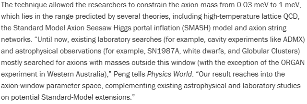 The technique allowed the researchers to constrain the axion mass from 0.03 meV to 1 meV,
which lies in the range predicted by several theories, including high-temperature lattice QCD,
the Standard Model Axion Seesaw Higgs portal inflation (SMASH) model and axion string
networks. "Until now, existing laboratory searches (for example, cavity experiments like ADMX)
and astrophysical observations (for example, SN1987A, white dwarfs, and Globular Clusters)
mostly searched for axions with masses outside this window (with the exception of the ORGAN
experiment in Western Australia)," Peng tells Physics World. "Our result reaches into the
axion-window parameter space, complementing existing astrophysical and laboratory studies
on potential Standard-Model extensions."